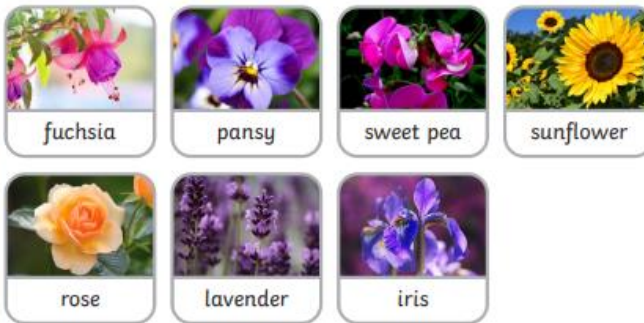 fuchsia
pansy
sweet pea
sunflower
rose
lavender
iris